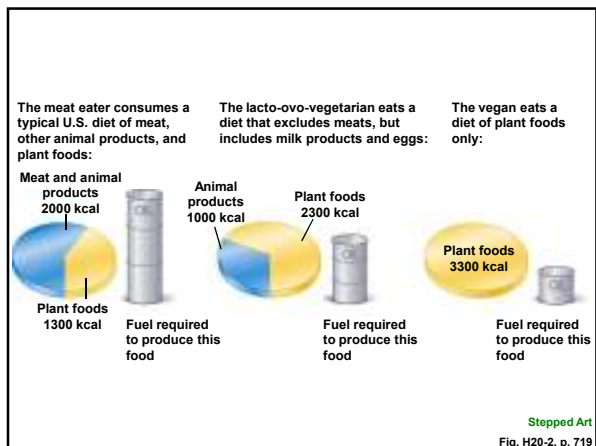 The meat eater consumes a
typical U.S. diet of meat,
other animal products, and
plant foods:
Meat and animal
products
2000 kcal
Plant foods
1300 kcal
Fuel required
to produce this
food
The lacto-ovo-vegetarian eats a
diet that excludes meats, but
includes milk products and eggs:
Animal
products
1000 kcal
Plant foods
2300 kcal
Fuel required
to produce this
food
The vegan eats a
diet of plant foods
only:
Plant foods
3300 kcal
Fuel required
to produce this
food
Stepped Art
Fig. H20-2, p. 719